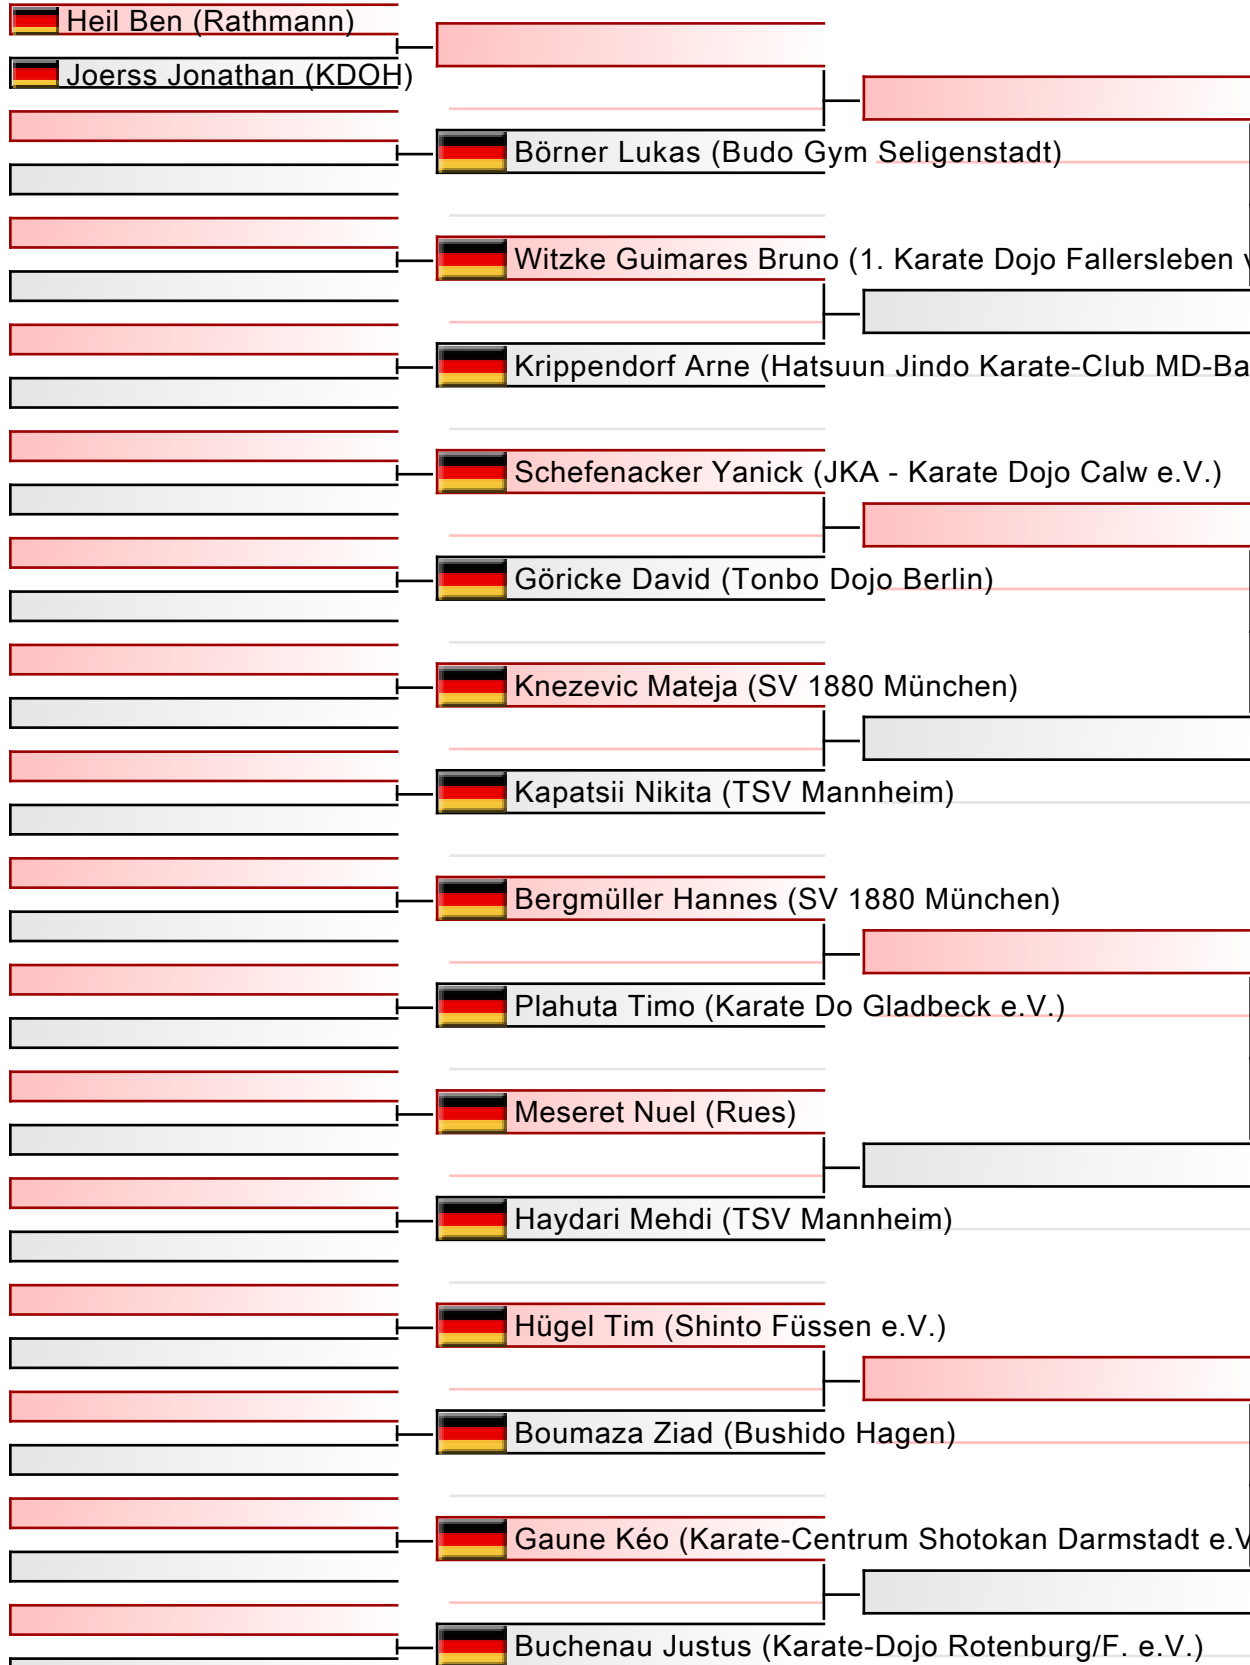 Heil Ben (Rathmann)
Joerss Jonathan (KDOH)
Börner Lukas (Budo Gym Seligenstadt)
Witzke Guimares Bruno (1. Karate Dojo Fallersleben
Krippendorf Arne (Hatsuun Jindo Karate-Club MD-Ba
Schefenacker Yanick (JKA - Karate Dojo Calw e.V.)
Göricke David (Tonbo Dojo Berlin)
Knezevic Mateja (SV 1880 München)
Kapatsii Nikita (TSV Mannheim)
Bergmüller Hannes (SV 1880 München)
Plahuta Timo (Karate Do Gladbeck e.V.)
Meseret Nuel (Rues)
Haydari Mehdi (TSV Mannheim)
Hügel Tim (Shinto Füssen e.V.)
Boumaza Ziad (Bushido Hagen)
Gaune Kéo (Karate-Centrum Shotokan Darmstadt e.V
Buchenau Justus (Karate-Dojo Rotenburg/F. e.V.)